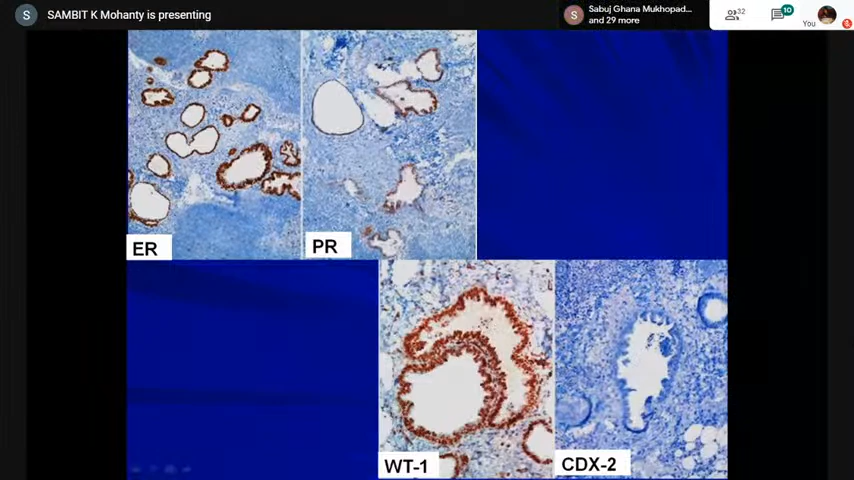 S SAMBIT K Mohanty is presenting
S Sabuj Ghana Mukhopad...
and 29 more
32
10
You
ER
PR
WT-1
CDX-2